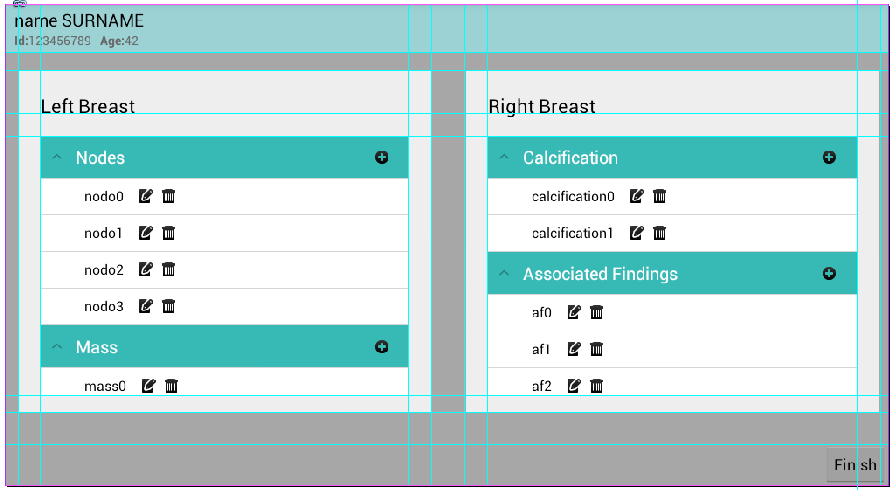 name SURNAME
Id:123456789 Age:42
Left Breast
Nodes
nodo0
nodo1
nodo2
nodo3
Mass
mass0
Right Breast
Calcification
calcification0
calcification1
Associated Findings
af0
af1
af2
Finish